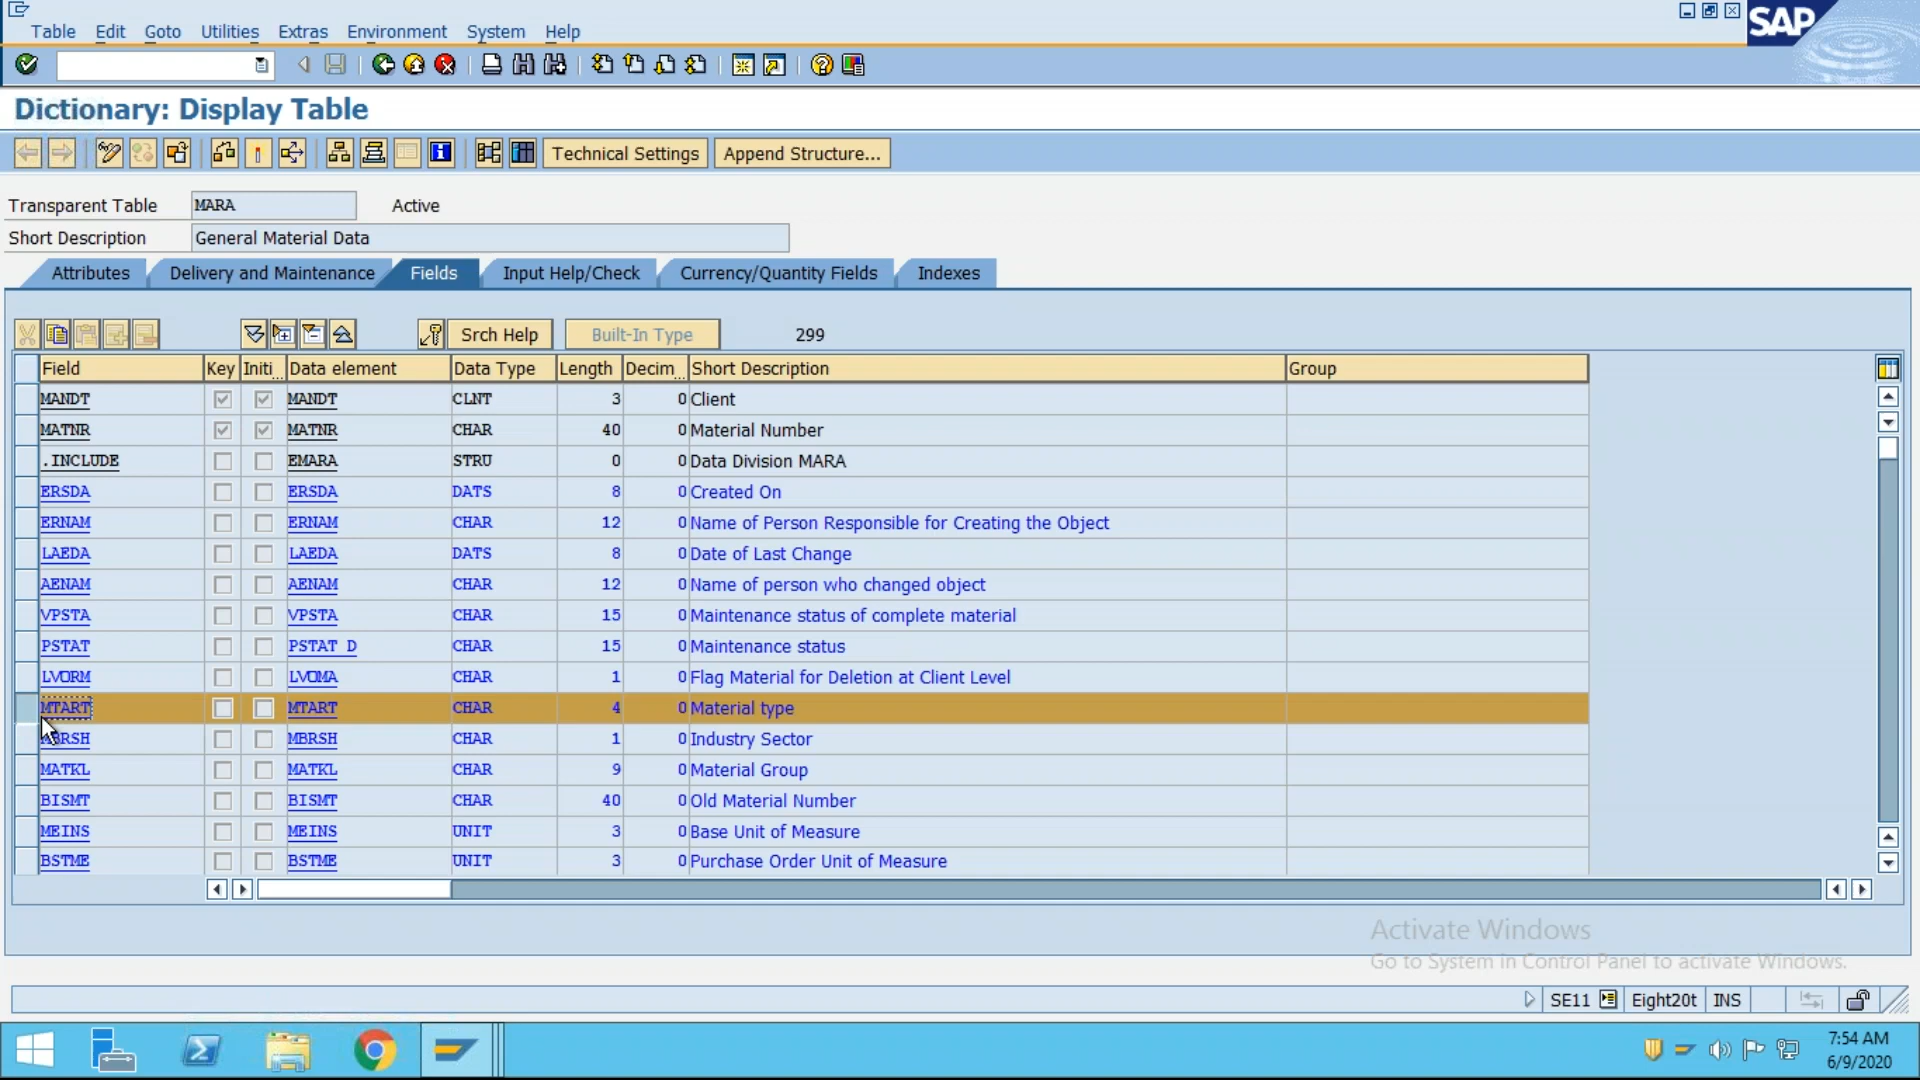 Table Edit Goto Utilities Extras Environment System Help
SAP
Dictionary: Display Table
Technical Settings Append Structure...
Transparent Table MARA Active
Short Description General Material Data
Attributes Delivery and Maintenance Fields Input Help/Check Currency/Quantity Fields Indexes
Srch Help Built-In Type 299
Field Key Initi... Data element Data Type Length Decim... Short Description Group
MANDT MANDT CLNT 3 0 Client
MATNR MATNR CHAR 40 0 Material Number
.INCLUDE EMARA STRU 0 0 Data Division MARA
ERSDA ERSDA DATS 8 0 Created On
ERNAM ERNAM CHAR 12 0 Name of Person Responsible for Creating the Object
LAEDA LAEDA DATS 8 0 Date of Last Change
AENAM AENAM CHAR 12 0 Name of person who changed object
VPSTA VPSTA CHAR 15 0 Maintenance status of complete material
PSTAT PSTAT_D CHAR 15 0 Maintenance status
LVORM LVOMA CHAR 1 0 Flag Material for Deletion at Client Level
MTART MTART CHAR 4 0 Material type
MBRSH MBRSH CHAR 1 0 Industry Sector
MATKL MATKL CHAR 9 0 Material Group
BISMT BISMT CHAR 40 0 Old Material Number
MEINS MEINS UNIT 3 0 Base Unit of Measure
BSTME BSTME UNIT 3 0 Purchase Order Unit of Measure
Activate Windows
Go to System in Control Panel to activate Windows.
SE11 Eight20t INS
7:54 AM
6/9/2020